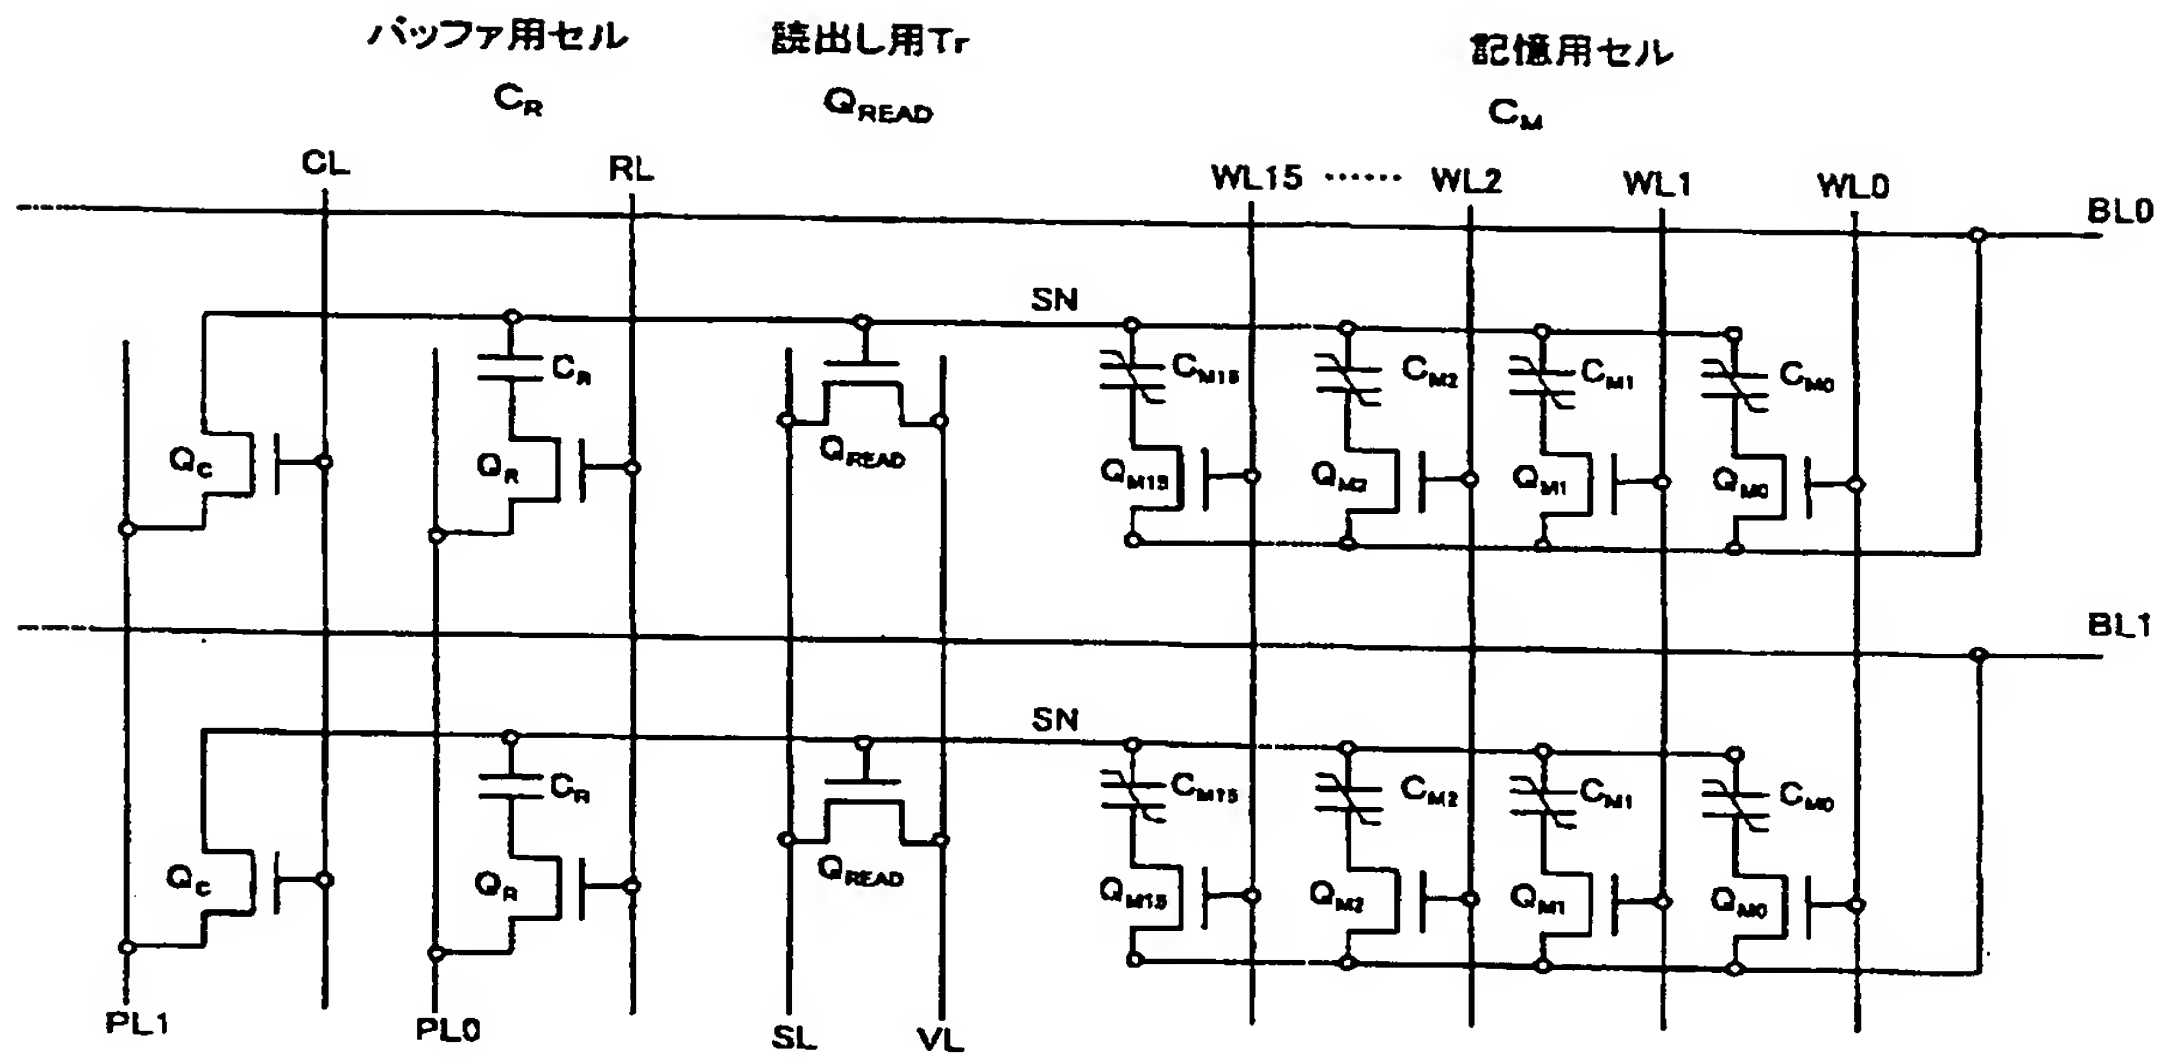 バッファ用セル
読出し用Tr
記憶用セル
CR
QREAD
CM
CL
RL
WL15 ・・・・・・ WL2
WL1
WL0
BL0
SN
CR
CM15
CM2
CM1
CM0
QC
QR
QREAD
QM15
QM2
QM1
QM0
BL1
SN
CR
CM15
CM2
CM1
CM0
QC
QR
QREAD
QM15
QM2
QM1
QM0
PL1
PL0
SL
VL